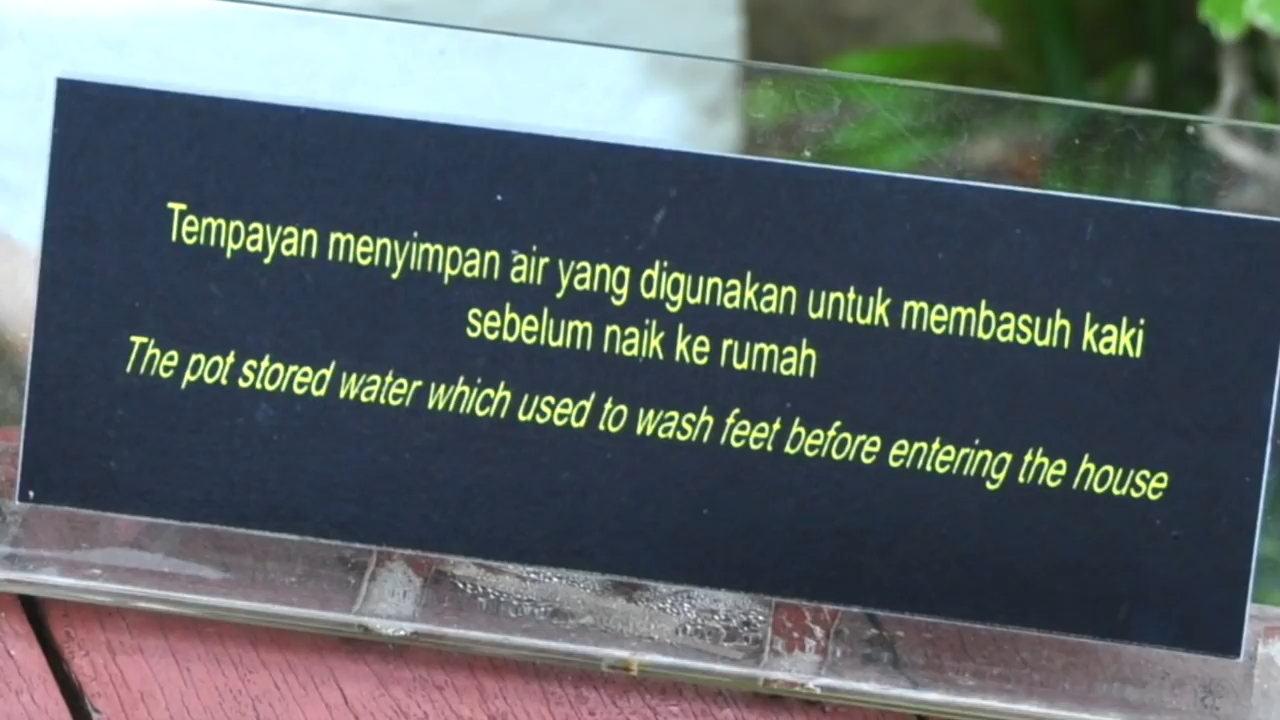 Tempayan menyimpan air yang digunakan untuk membasuh kaki
sebelum naik ke rumah
The pot stored water which used to wash feet before entering the house